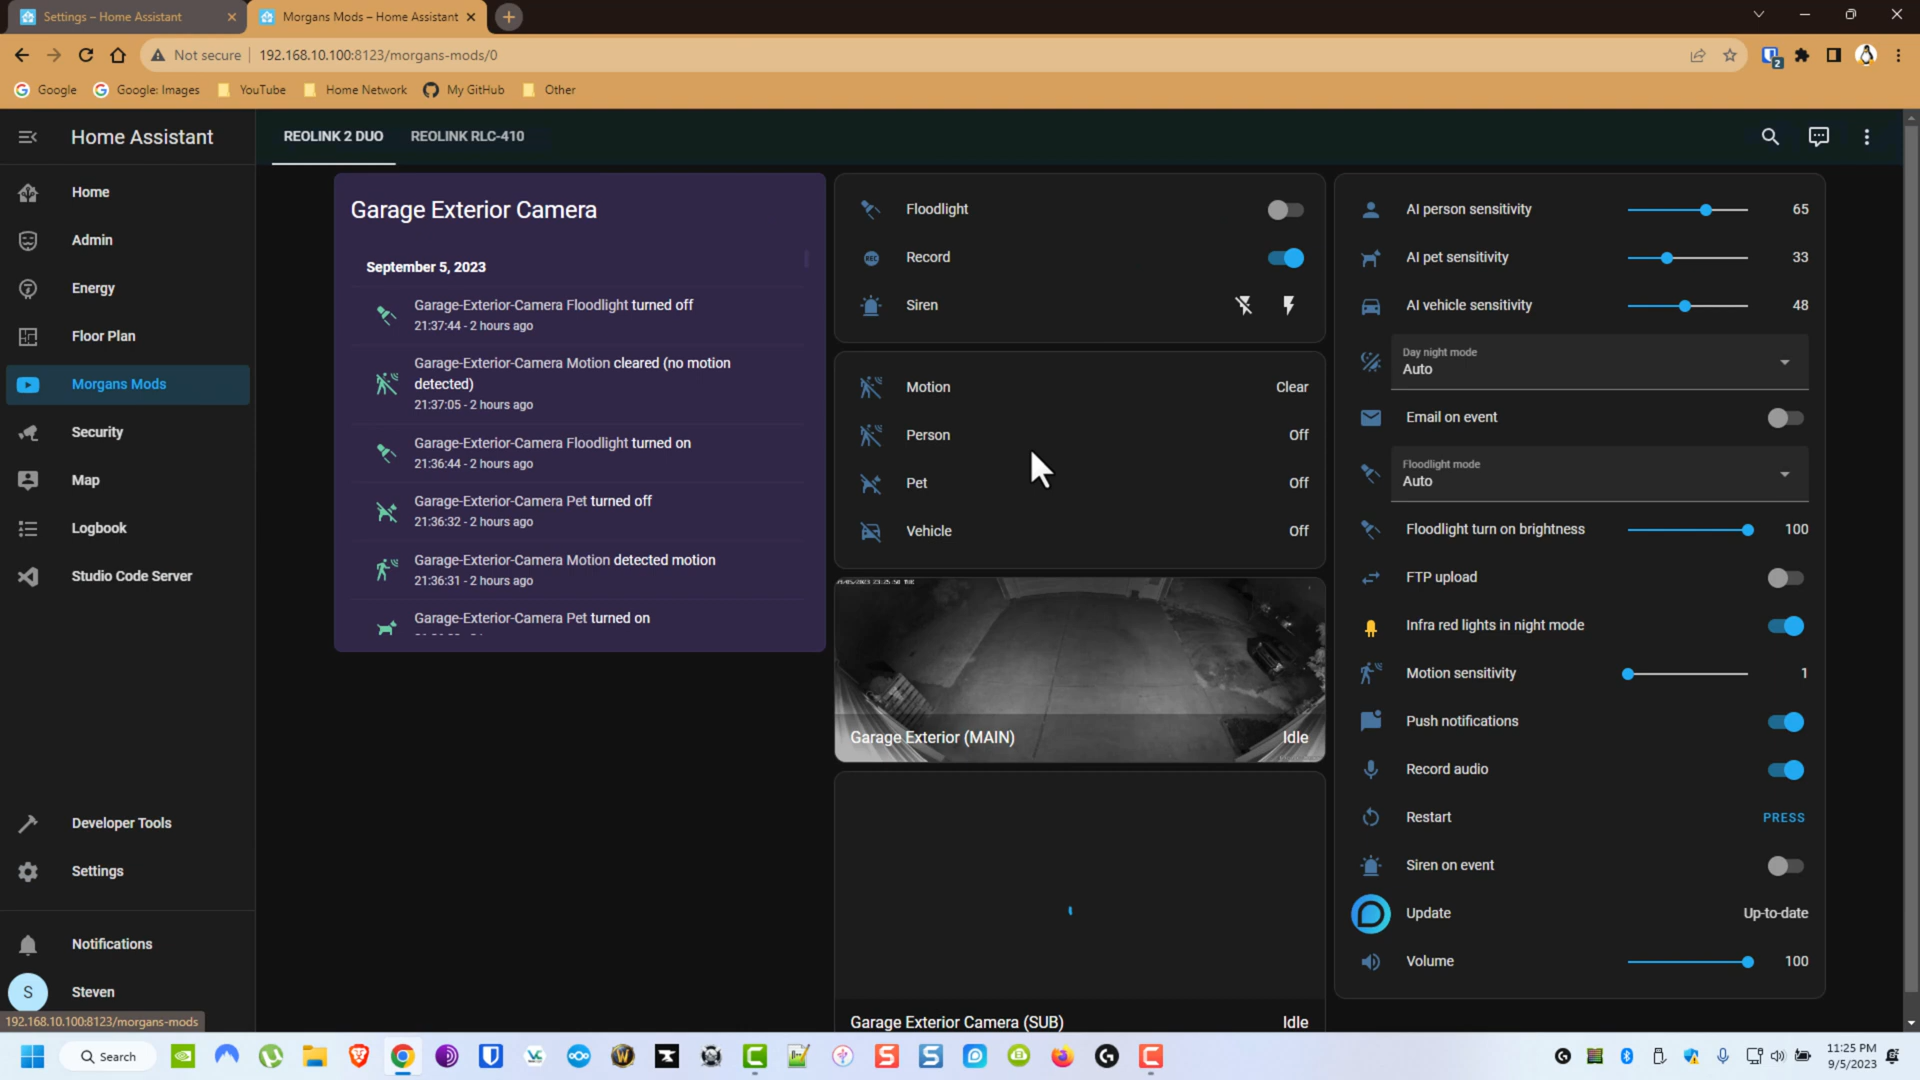 Settings – Home Assistant
Morgans Mods – Home Assistant
Not secure
192.168.10.100:8123/morgans-mods/0
2
Google
Google: Images
YouTube
Home Network
My GitHub
Other
Home Assistant
REOLINK 2 DUO
REOLINK RLC-410
Home
Admin
Energy
Floor Plan
Morgans Mods
Security
Map
Logbook
Studio Code Server
Developer Tools
Settings
Notifications
S
Steven
192.168.10.100:8123/morgans-mods
Garage Exterior Camera
September 5, 2023
Garage-Exterior-Camera Floodlight turned off
21:37:44 - 2 hours ago
Garage-Exterior-Camera Motion cleared (no motion
detected)
21:37:05 - 2 hours ago
Garage-Exterior-Camera Floodlight turned on
21:36:44 - 2 hours ago
Garage-Exterior-Camera Pet turned off
21:36:32 - 2 hours ago
Garage-Exterior-Camera Motion detected motion
21:36:31 - 2 hours ago
Garage-Exterior-Camera Pet turned on
Floodlight
REC
Record
Siren
Motion
Clear
Person
Off
Pet
Off
Vehicle
Off
Garage Exterior (MAIN)
Idle
Garage Exterior Camera (SUB)
Idle
AI person sensitivity
65
AI pet sensitivity
33
AI vehicle sensitivity
48
Day night mode
Auto
Email on event
Floodlight mode
Auto
Floodlight turn on brightness
100
FTP upload
Infra red lights in night mode
Motion sensitivity
1
Push notifications
Record audio
Restart
PRESS
Siren on event
Update
Up-to-date
Volume
100
Search
11:25 PM
9/5/2023